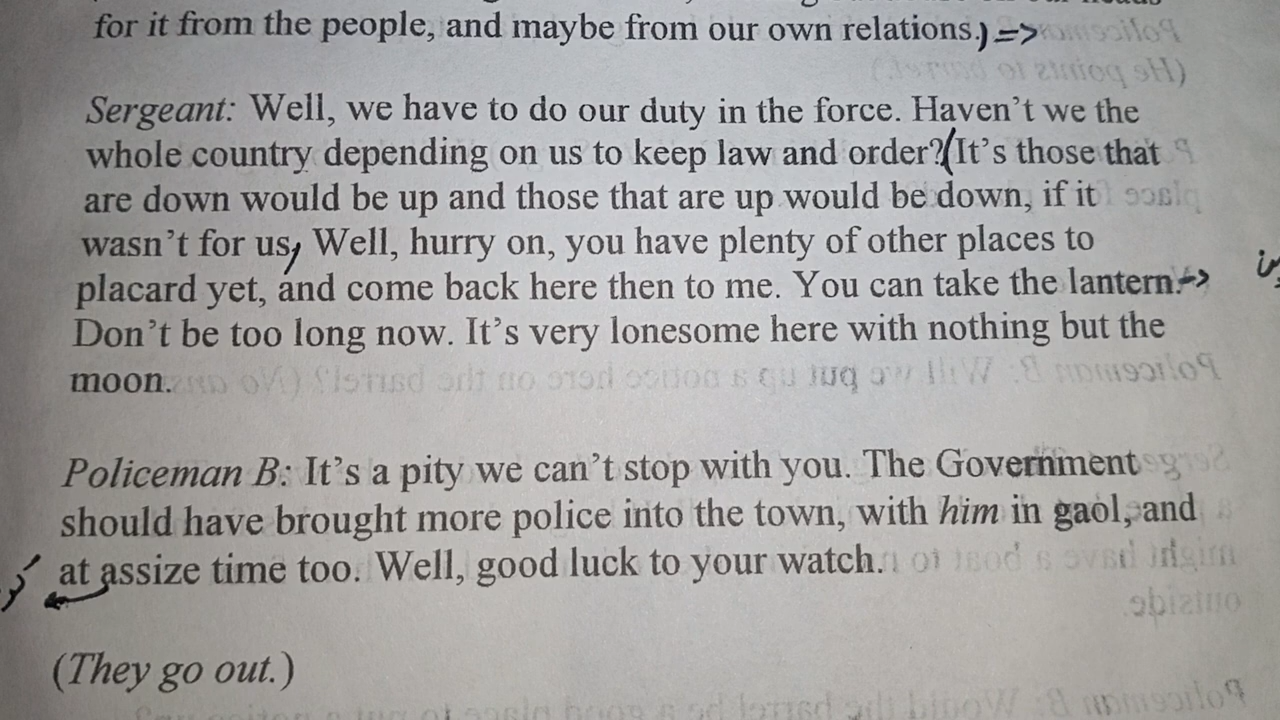 for it from the people, and maybe from our own relations.) =>
Sergeant: Well, we have to do our duty in the force. Haven't we the
whole country depending on us to keep law and order? (It's those that
are down would be up and those that are up would be down, if it
wasn't for us, Well, hurry on, you have plenty of other places to
placard yet, and come back here then to me. You can take the lantern. ->
Don't be too long now. It's very lonesome here with nothing but the
moon.
Policeman B: It's a pity we can't stop with you. The Government
should have brought more police into the town, with him in gaol, and
at assize time too. Well, good luck to your watch.
(They go out.)